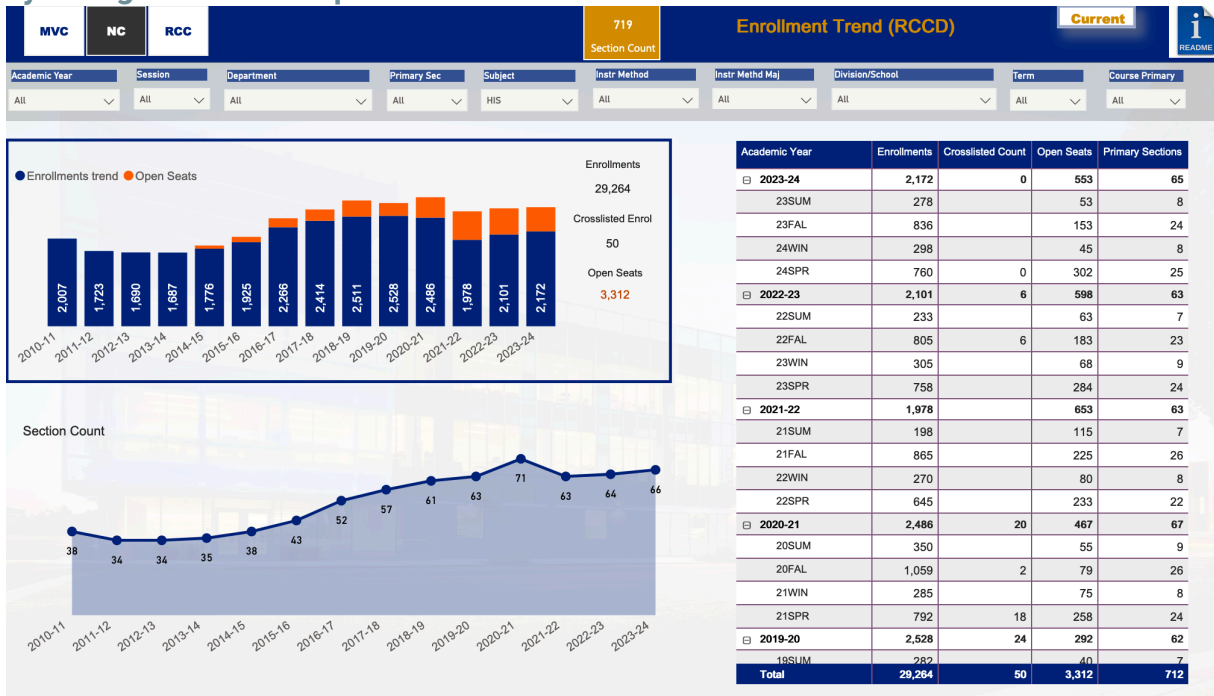 MVC NC RCC
719
Section Count
Enrollment Trend (RCCD)
Current
i
README
Academic Year Session Department Primary Sec Subject Instr Method Instr Methd Maj Division/School Term Course Primary
All All All All HIS All All All All All
Enrollments trend Open Seats
Enrollments
29,264
Crosslisted Enrol
50
Open Seats
3,312
2,007 1,723 1,690 1,687 1,776 1,925 2,266 2,414 2,511 2,528 2,486 1,978 2,101 2,172
2010-11 2011-12 2012-13 2013-14 2014-15 2015-16 2016-17 2017-18 2018-19 2019-20 2020-21 2021-22 2022-23 2023-24
Section Count
38 34 34 35 38 43 52 57 61 63 71 63 64 66
2010-11 2011-12 2012-13 2013-14 2014-15 2015-16 2016-17 2017-18 2018-19 2019-20 2020-21 2021-22 2022-23 2023-24
Academic Year Enrollments Crosslisted Count Open Seats Primary Sections
2023-24 2,172 0 553 65
23SUM 278 53 8
23FAL 836 153 24
24WIN 298 45 8
24SPR 760 0 302 25
2022-23 2,101 6 598 63
22SUM 233 63 7
22FAL 805 6 183 23
23WIN 305 68 9
23SPR 758 284 24
2021-22 1,978 653 63
21SUM 198 115 7
21FAL 865 225 26
22WIN 270 80 8
22SPR 645 233 22
2020-21 2,486 20 467 67
20SUM 350 55 9
20FAL 1,059 2 79 26
21WIN 285 75 8
21SPR 792 18 258 24
2019-20 2,528 24 292 62
19SUM 282 40 7
Total 29,264 50 3,312 712